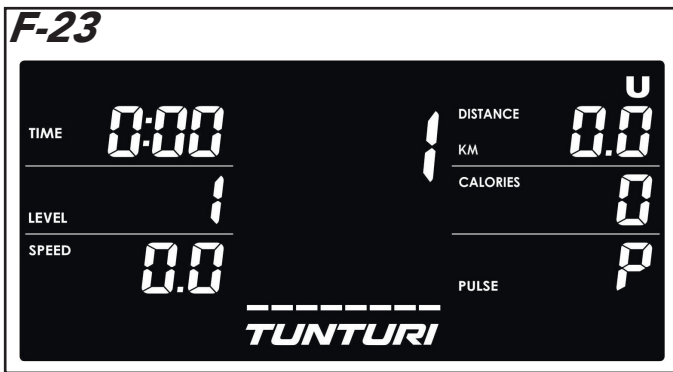 F-23
U
TIME 0:00
1
DISTANCE 0.0
KM
LEVEL 1
CALORIES 0
SPEED 0.0
PULSE P
TUNTURI